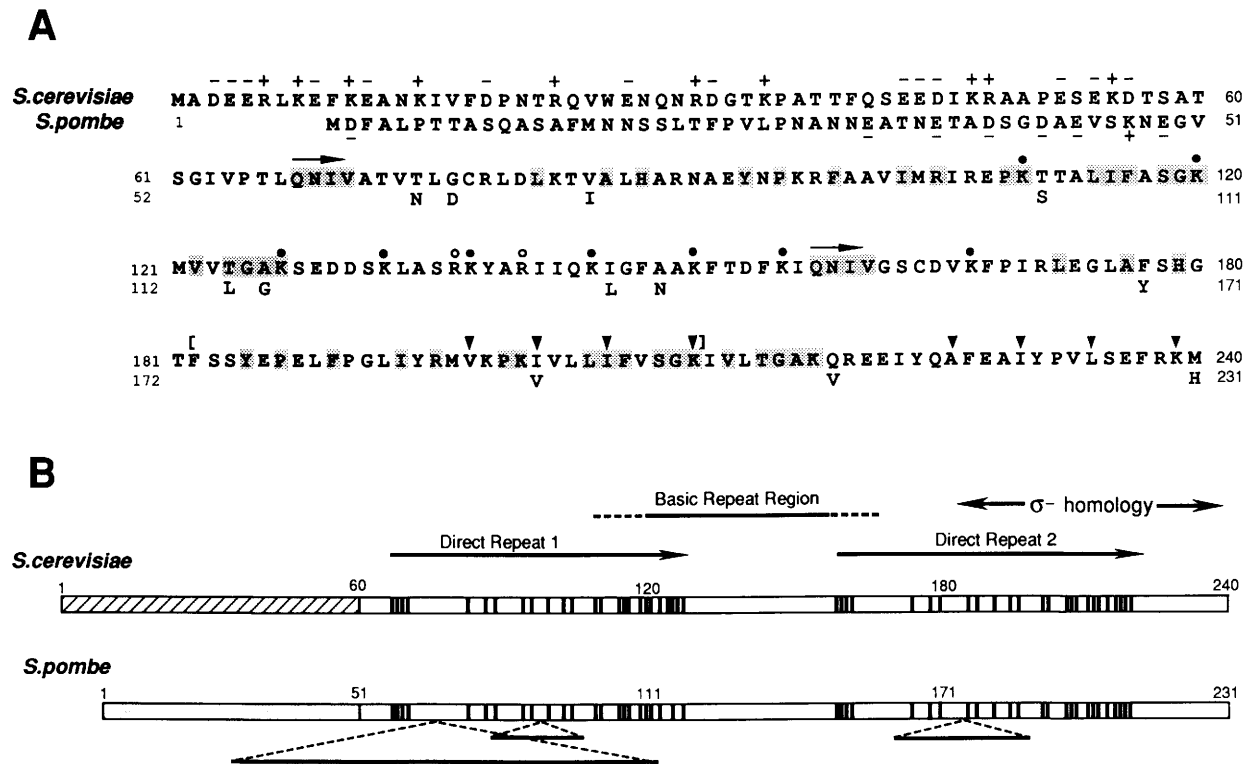 A
- - - + + - + - + - + - + - + - - - + + - - + -
S.cerevisiae MADEERLKEFKEANKIVFDPNTRQVWENQNRDGTKPATTFQSEEDIKRAAPESEKDTSAT 60
S.pombe 1 MDFALPTTASQASAFMNNSSLTFPVLPNANNEATNETADSGDAEVSKNEGV 51
- - - - - - + -
61 SGIVPTLQNIVATVTLGCRLDLKTVALHARNAEYNPKRFAAVIMRIREPKTTALIFASGK 120
52 N D I S 111
121 MVVTGAKSEDDSKLASRKYARIIQKIGFAAKFTDFKIQNIVGSCDVKFPIRLEGLAFSHG 180
112 L G L N Y 171
[ ]
181 TFSSYEPELFPGLIYRMVKPKIVLLIFVSGKIVLTGAKQREEIYQAFEAIYPVLSEFRKM 240
172 V V H 231
B
Basic Repeat Region σ- homology
Direct Repeat 1 Direct Repeat 2
S.cerevisiae
1 60 120 180 240
S.pombe
1 51 111 171 231